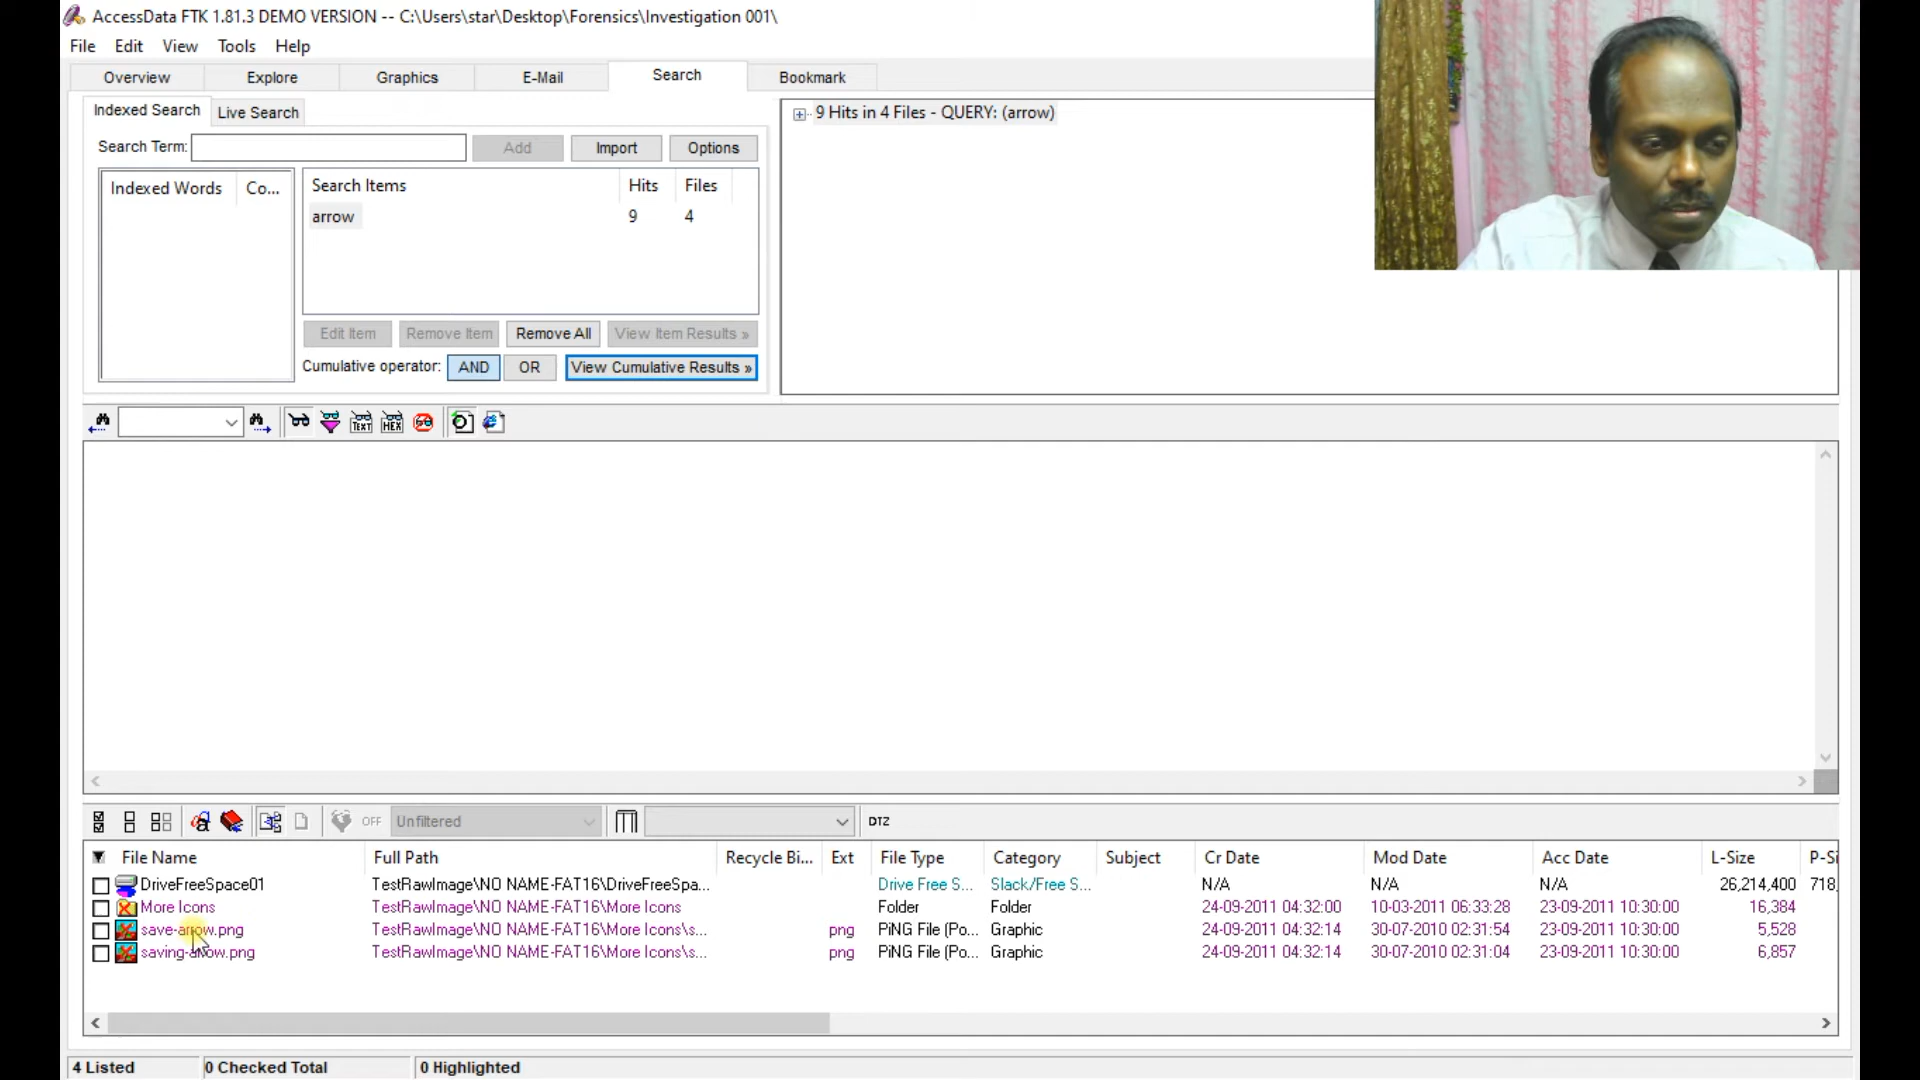 AccessData FTK 1.81.3 DEMO VERSION -- C:\Users\star\Desktop\Forensics\Investigation 001\
File Edit View Tools Help
Overview Explore Graphics E-Mail Search Bookmark
Indexed Search Live Search
9 Hits in 4 Files - QUERY: (arrow)
Search Term: Add Import Options
Indexed Words Co... Search Items Hits Files
arrow 9 4
Edit Item Remove Item Remove All View Item Results »
Cumulative operator: AND OR View Cumulative Results »
TEXT HEX
OFF Unfiltered DTZ
File Name Full Path Recycle Bi... Ext File Type Category Subject Cr Date Mod Date Acc Date L-Size P-Si
DriveFreeSpace01 TestRawImage\NO NAME-FAT16\DriveFreeSpa... Drive Free S... Slack/Free S... N/A N/A N/A 26,214,400 718,
More Icons TestRawImage\NO NAME-FAT16\More Icons Folder Folder 24-09-2011 04:32:00 10-03-2011 06:33:28 23-09-2011 10:30:00 16,384
save-arrow.png TestRawImage\NO NAME-FAT16\More Icons\s... png PiNG File (Po... Graphic 24-09-2011 04:32:14 30-07-2010 02:31:54 23-09-2011 10:30:00 5,528
saving-arrow.png TestRawImage\NO NAME-FAT16\More Icons\s... png PiNG File (Po... Graphic 24-09-2011 04:32:14 30-07-2010 02:31:04 23-09-2011 10:30:00 6,857
4 Listed 0 Checked Total 0 Highlighted